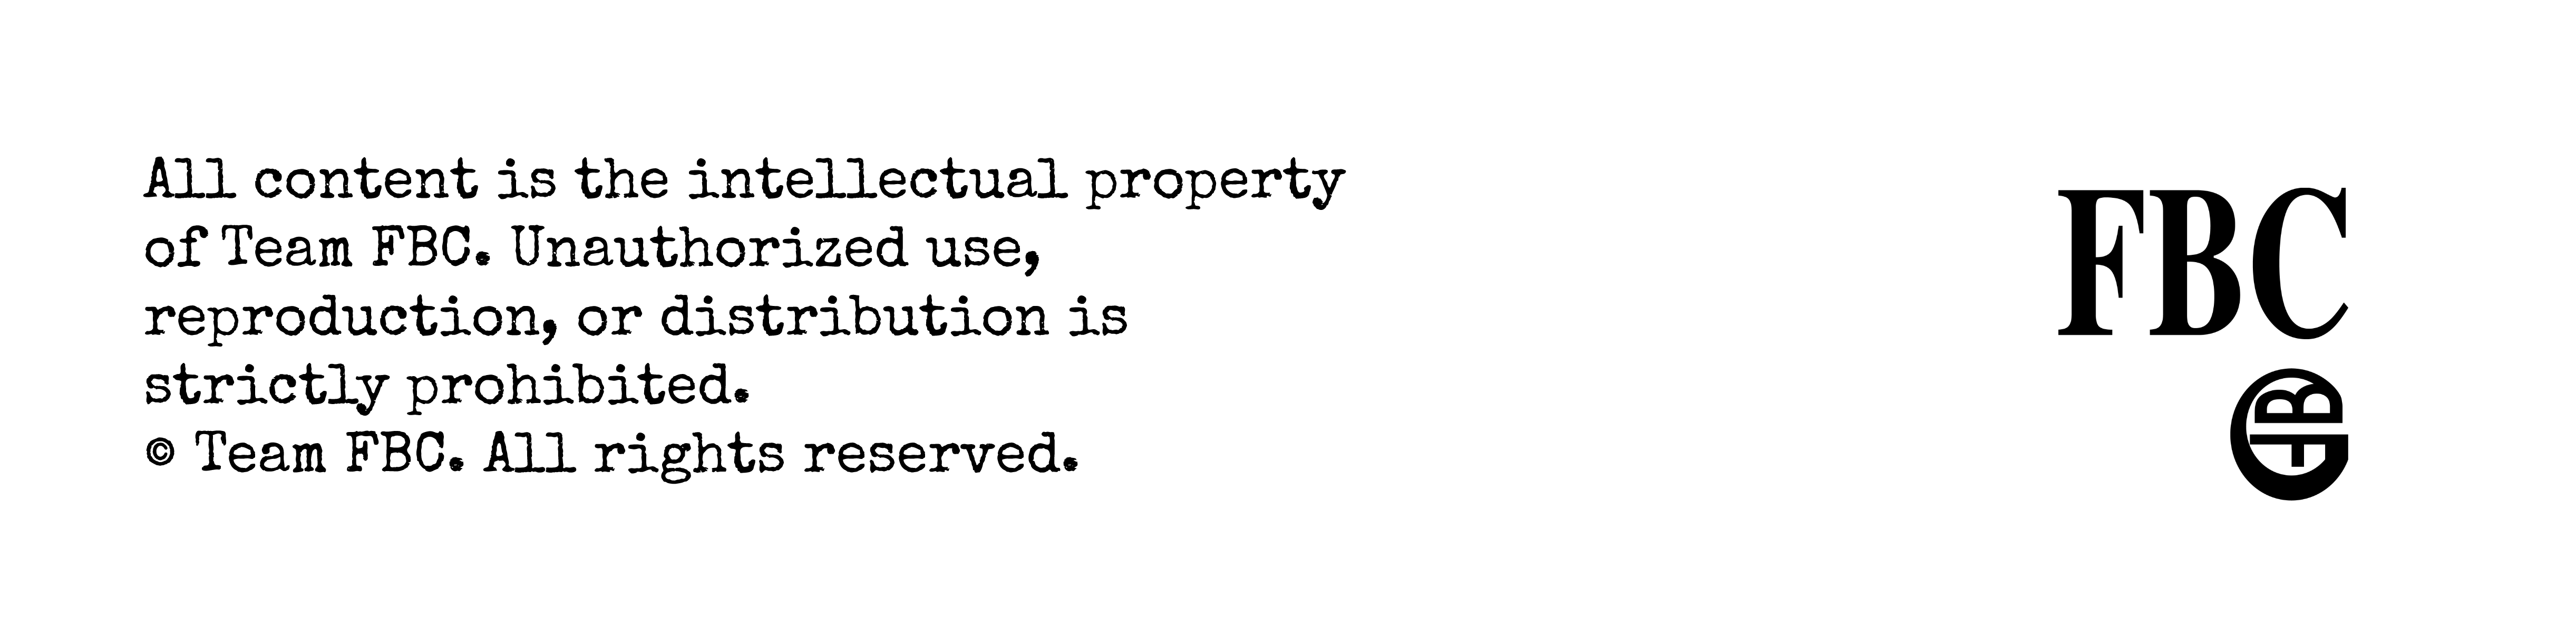 All content is the intellectual property
of Team FBC. Unauthorized use,
reproduction, or distribution is
strictly prohibited.
© Team FBC. All rights reserved.
FBC